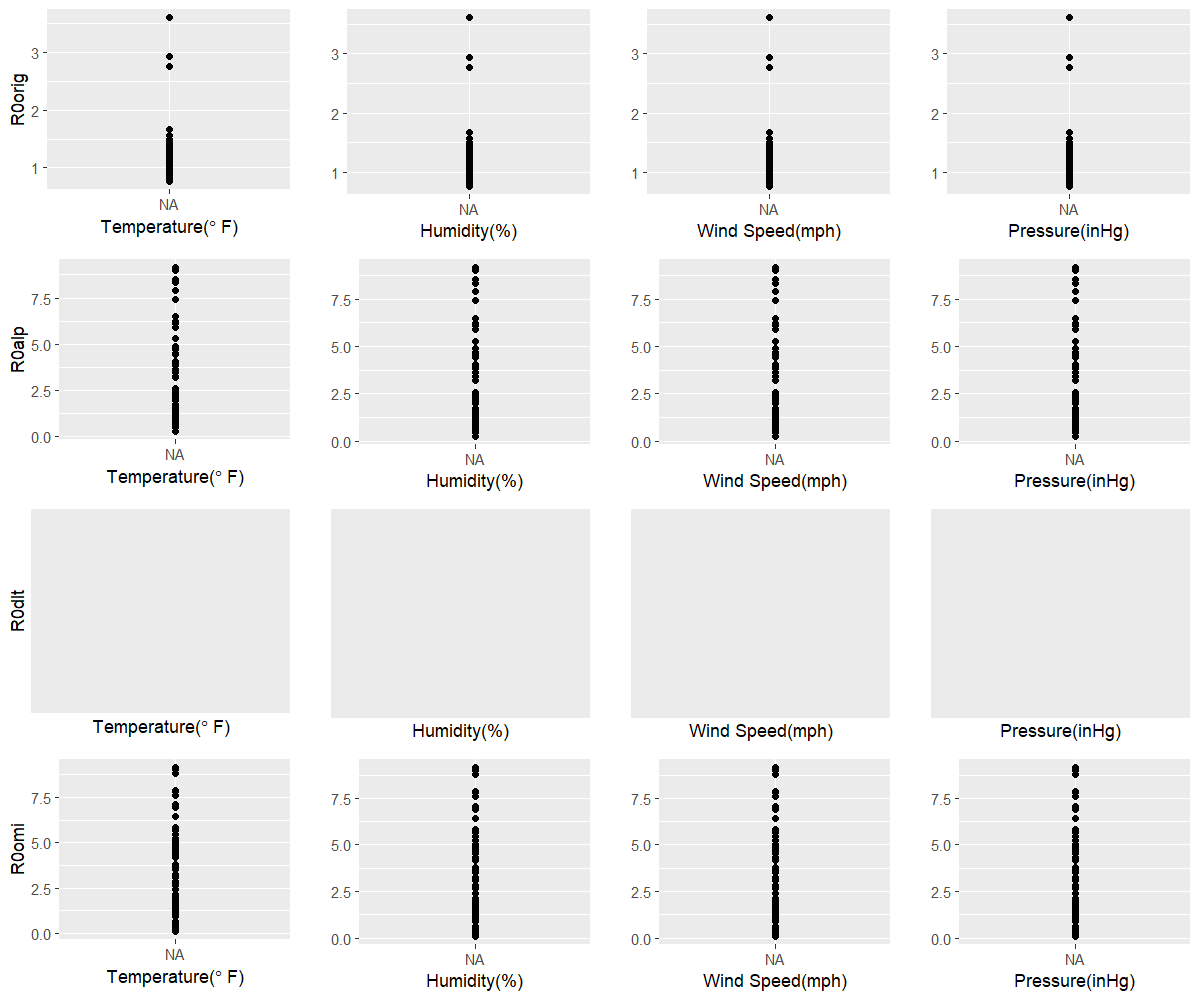 R0orig
3
2
1
NA
Temperature(° F)
3
2
1
NA
Humidity(%)
3
2
1
NA
Wind Speed(mph)
3
2
1
NA
Pressure(inHg)
R0alp
7.5
5.0
2.5
0.0
NA
Temperature(° F)
7.5
5.0
2.5
0.0
NA
Humidity(%)
7.5
5.0
2.5
0.0
NA
Wind Speed(mph)
7.5
5.0
2.5
0.0
NA
Pressure(inHg)
R0dlt
Temperature(° F)
Humidity(%)
Wind Speed(mph)
Pressure(inHg)
R0omi
7.5
5.0
2.5
0.0
NA
Temperature(° F)
7.5
5.0
2.5
0.0
NA
Humidity(%)
7.5
5.0
2.5
0.0
NA
Wind Speed(mph)
7.5
5.0
2.5
0.0
NA
Pressure(inHg)